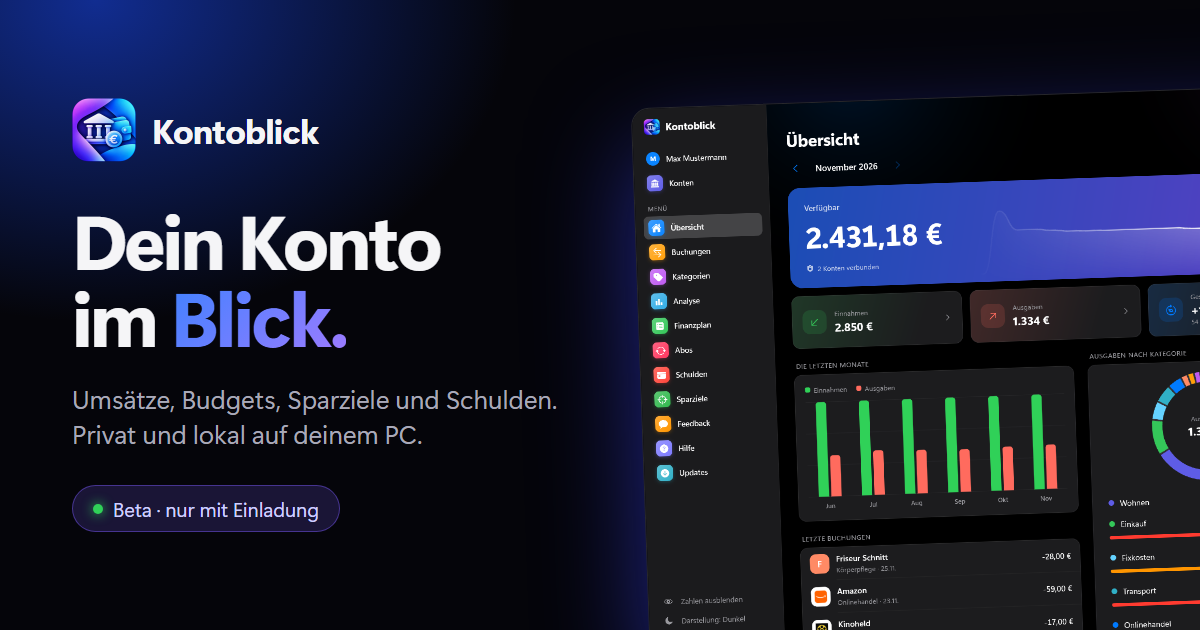 Kontoblick
Dein Konto
im Blick.
Umsätze, Budgets, Sparziele und Schulden.
Privat und lokal auf deinem PC.
Beta · nur mit Einladung
Kontoblick
Max Mustermann
Konten
MENÜ
Übersicht
Buchungen
Kategorien
Analyse
Finanzplan
Abos
Schulden
Sparziele
Feedback
Hilfe
Updates
Zahlen ausblenden
Darstellung: Dunkel
Übersicht
November 2026
Verfügbar
2.431,18 €
2 Konten verbunden
Einnahmen
2.850 €
Ausgaben
1.334 €
DIE LETZTEN MONATE
Einnahmen Ausgaben
Jun Jul Aug Sep Okt Nov
LETZTE BUCHUNGEN
F
Friseur Schnitt
Körperpflege · 25.11.
-28,00 €
Amazon
Onlinehandel · 23.11.
-59,00 €
Kinoheld
-17,00 €
AUSGABEN NACH KATEGORIE
Wohnen
Einkauf
Fixkosten
Transport
Onlinehandel